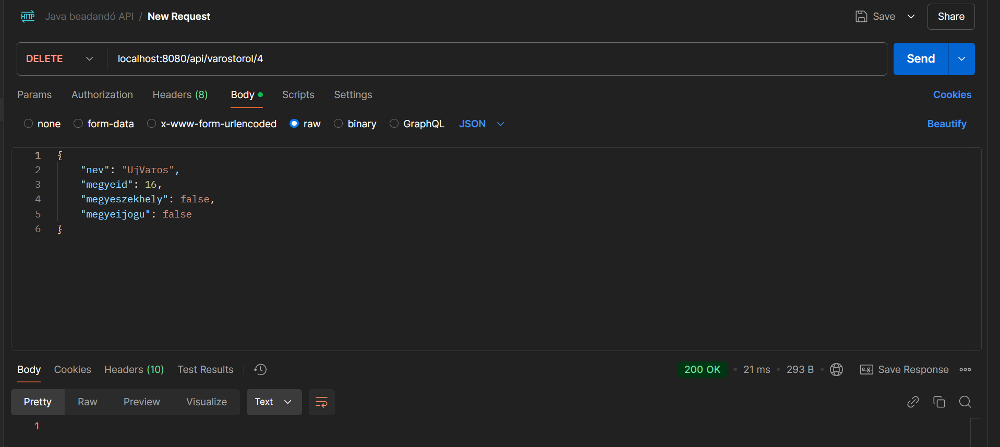 HTTP Java beadandó API / New Request Save Share
DELETE localhost:8080/api/varostorol/4 Send
Params Authorization Headers (8) Body Scripts Settings Cookies
none form-data x-www-form-urlencoded raw binary GraphQL JSON Beautify
1 {
2 "nev": "UjVaros",
3 "megyeid": 16,
4 "megyeszekhely": false,
5 "megyeijogu": false
6 }
Body Cookies Headers (10) Test Results 200 OK • 21 ms • 293 B • e.g. Save Response
Pretty Raw Preview Visualize Text
1